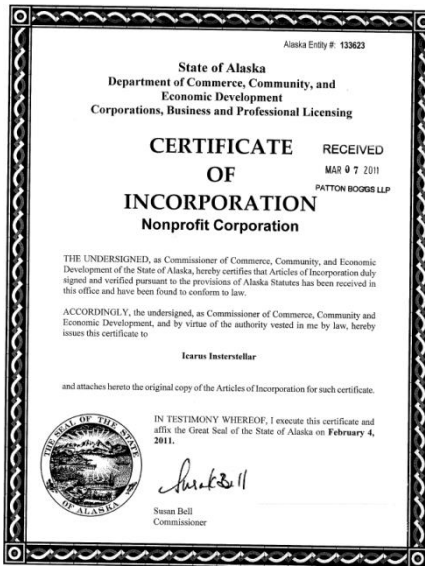 Alaska Entity #: 133623
State of Alaska
Department of Commerce, Community, and
Economic Development
Corporations, Business and Professional Licensing
CERTIFICATE
OF
INCORPORATION
Nonprofit Corporation
RECEIVED
MAR 07 2011
PATTON BOGGS LLP
THE UNDERSIGNED, as Commissioner of Commerce, Community, and Economic
Development of the State of Alaska, hereby certifies that Articles of Incorporation duly
signed and verified pursuant to the provisions of Alaska Statutes has been received in
this office and have been found to conform to law.
ACCORDINGLY, the undersigned, as Commissioner of Commerce, Community and
Economic Development, and by virtue of the authority vested in me by law, hereby
issues this certificate to
Icarus Insterstellar
and attaches hereto the original copy of the Articles of Incorporation for such certificate.
THE SEAL OF THE STATE
OF ALASKA
IN TESTIMONY WHEREOF, I execute this certificate and
affix the Great Seal of the State of Alaska on February 4,
2011.
Susan Bell
Susan Bell
Commissioner